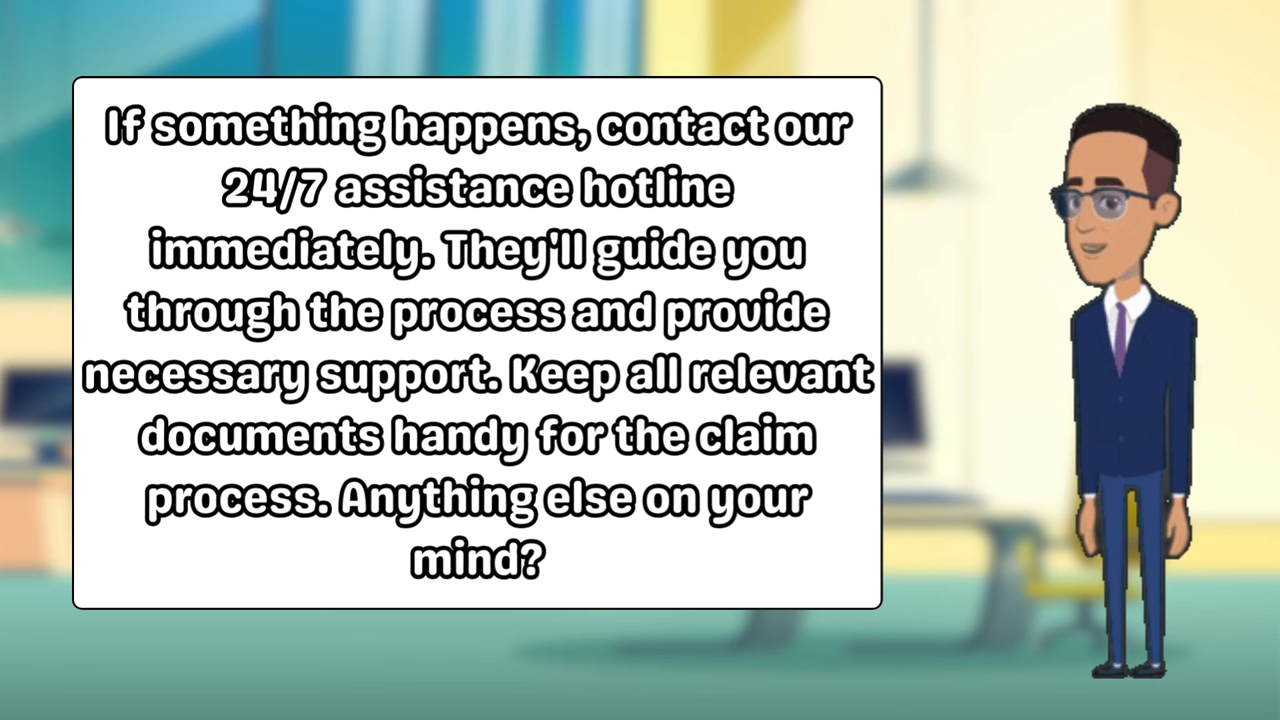 If something happens, contact our
24/7 assistance hotline
immediately. They'll guide you
through the process and provide
necessary support. Keep all relevant
documents handy for the claim
process. Anything else on your
mind?